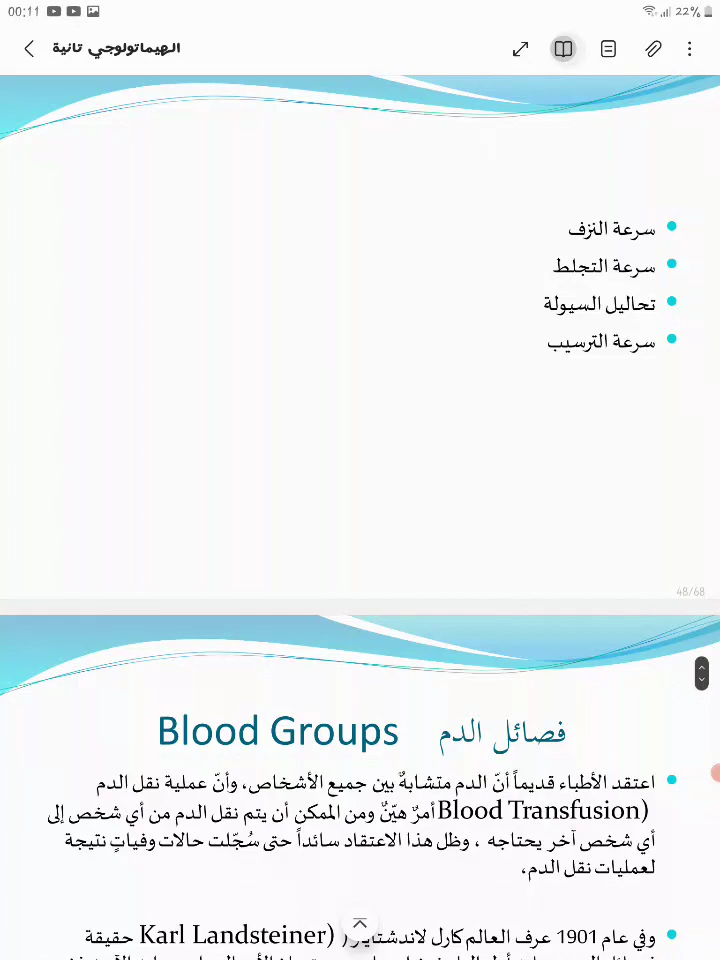 00:11
22%
الهيماتولوجي تانية
سرعة النزف
سرعة التجلط
تحاليل السيولة
سرعة الترسيب
48/68
فصائل الدم Blood Groups
اعتقد الأطباء قديماً أنّ الدم متشابهٌ بين جميع الأشخاص، وأنّ عملية نقل الدم
(Blood Transfusion أمرٌ هيّنٌ ومن الممكن أن يتم نقل الدم من أي شخص إلى
أي شخص آخر يحتاجه ، وظل هذا الاعتقاد سائداً حتى سُجّلت حالات وفياتٍ نتيجة
لعمليات نقل الدم،
وفي عام 1901 عرف العالم كارل لاندشتاينر ( (Karl Landsteiner حقيقة